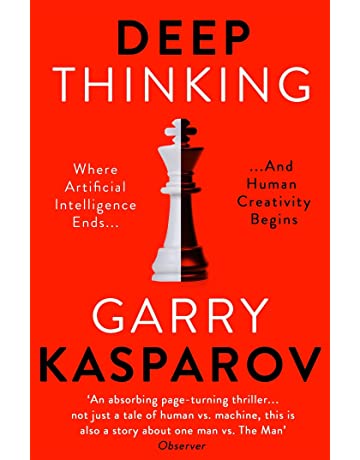 DEEP
THINKING
Where
Artificial
Intelligence
Ends...
...And
Human
Creativity
Begins
GARRY
KASPAROV
‘An absorbing page-turning thriller...
not just a tale of human vs. machine, this is
also a story about one man vs. The Man’
Observer